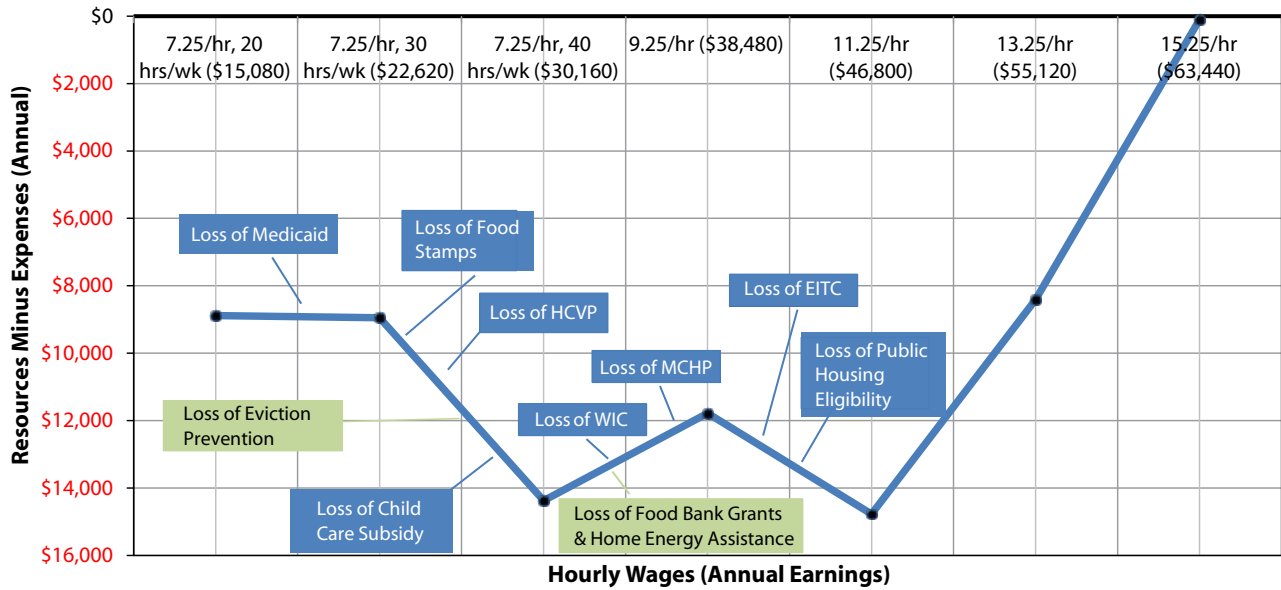 $0
$2,000
$4,000
$6,000
$8,000
$10,000
$12,000
$14,000
$16,000
Resources Minus Expenses (Annual)
7.25/hr, 20
hrs/wk ($15,080)
7.25/hr, 30
hrs/wk ($22,620)
7.25/hr, 40
hrs/wk ($30,160)
9.25/hr ($38,480)
11.25/hr
($46,800)
13.25/hr
($55,120)
15.25/hr
($63,440)
Loss of Medicaid
Loss of Food
Stamps
Loss of HCVP
Loss of Eviction
Prevention
Loss of Child
Care Subsidy
Loss of WIC
Loss of Food Bank Grants
& Home Energy Assistance
Loss of MCHP
Loss of EITC
Loss of Public
Housing
Eligibility
Hourly Wages (Annual Earnings)